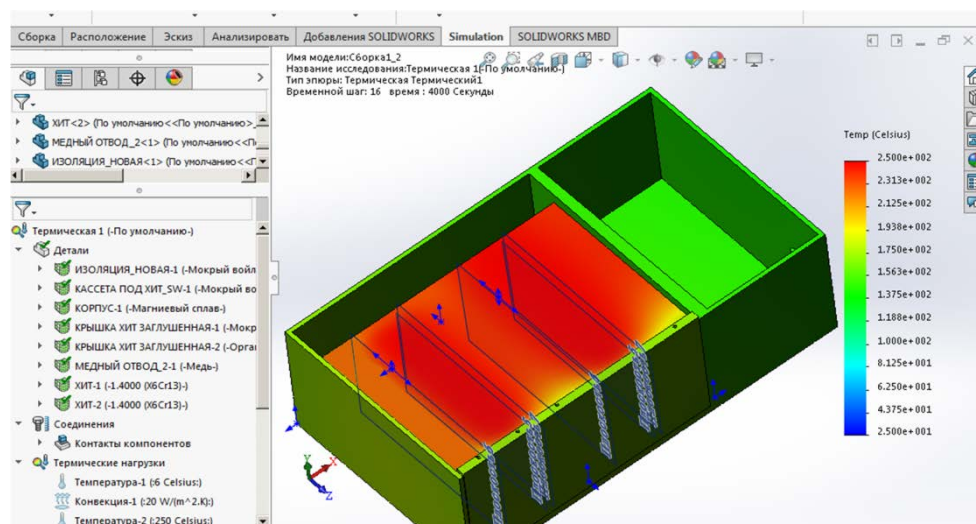 Сборка Расположение Эскиз Анализировать Добавления SOLIDWORKS Simulation SOLIDWORKS MBD
Имя модели:Сборка1_2
Название исследования:Термическая 1(-По умолчанию-)
Тип эпюры: Термическая Термический1
Временной шаг: 16 время : 4000 Секунды
ХИТ<2> (По умолчанию<<По умолчанию>_
МЕДНЫЙ ОТВОД_2<1> (По умолчанию<<П
ИЗОЛЯЦИЯ_НОВАЯ<1> (По умолчанию<<П
Термическая 1 (-По умолчанию-)
Детали
ИЗОЛЯЦИЯ_НОВАЯ-1 (-Мокрый войл
КАССЕТА ПОД ХИТ_SW-1 (-Мокрый во
КОРПУС-1 (-Магниевый сплав-)
КРЫШКА ХИТ ЗАГЛУШЕННАЯ-1 (-Мокр
КРЫШКА ХИТ ЗАГЛУШЕННАЯ-2 (-Орга
МЕДНЫЙ ОТВОД_2-1 (-Медь-)
ХИТ-1 (-1.4000 (X6Cr13)-)
ХИТ-2 (-1.4000 (X6Cr13)-)
Соединения
Контакты компонентов
Термические нагрузки
Температура-1 (:6 Celsius:)
Конвекция-1 (:20 W/(m^2.K):)
Температура-2 (:250 Celsius:)
Temp (Celsius)
2.500e+002
2.313e+002
2.125e+002
1.938e+002
1.750e+002
1.563e+002
1.375e+002
1.188e+002
1.000e+002
8.125e+001
6.250e+001
4.375e+001
2.500e+001
Y
X
Z